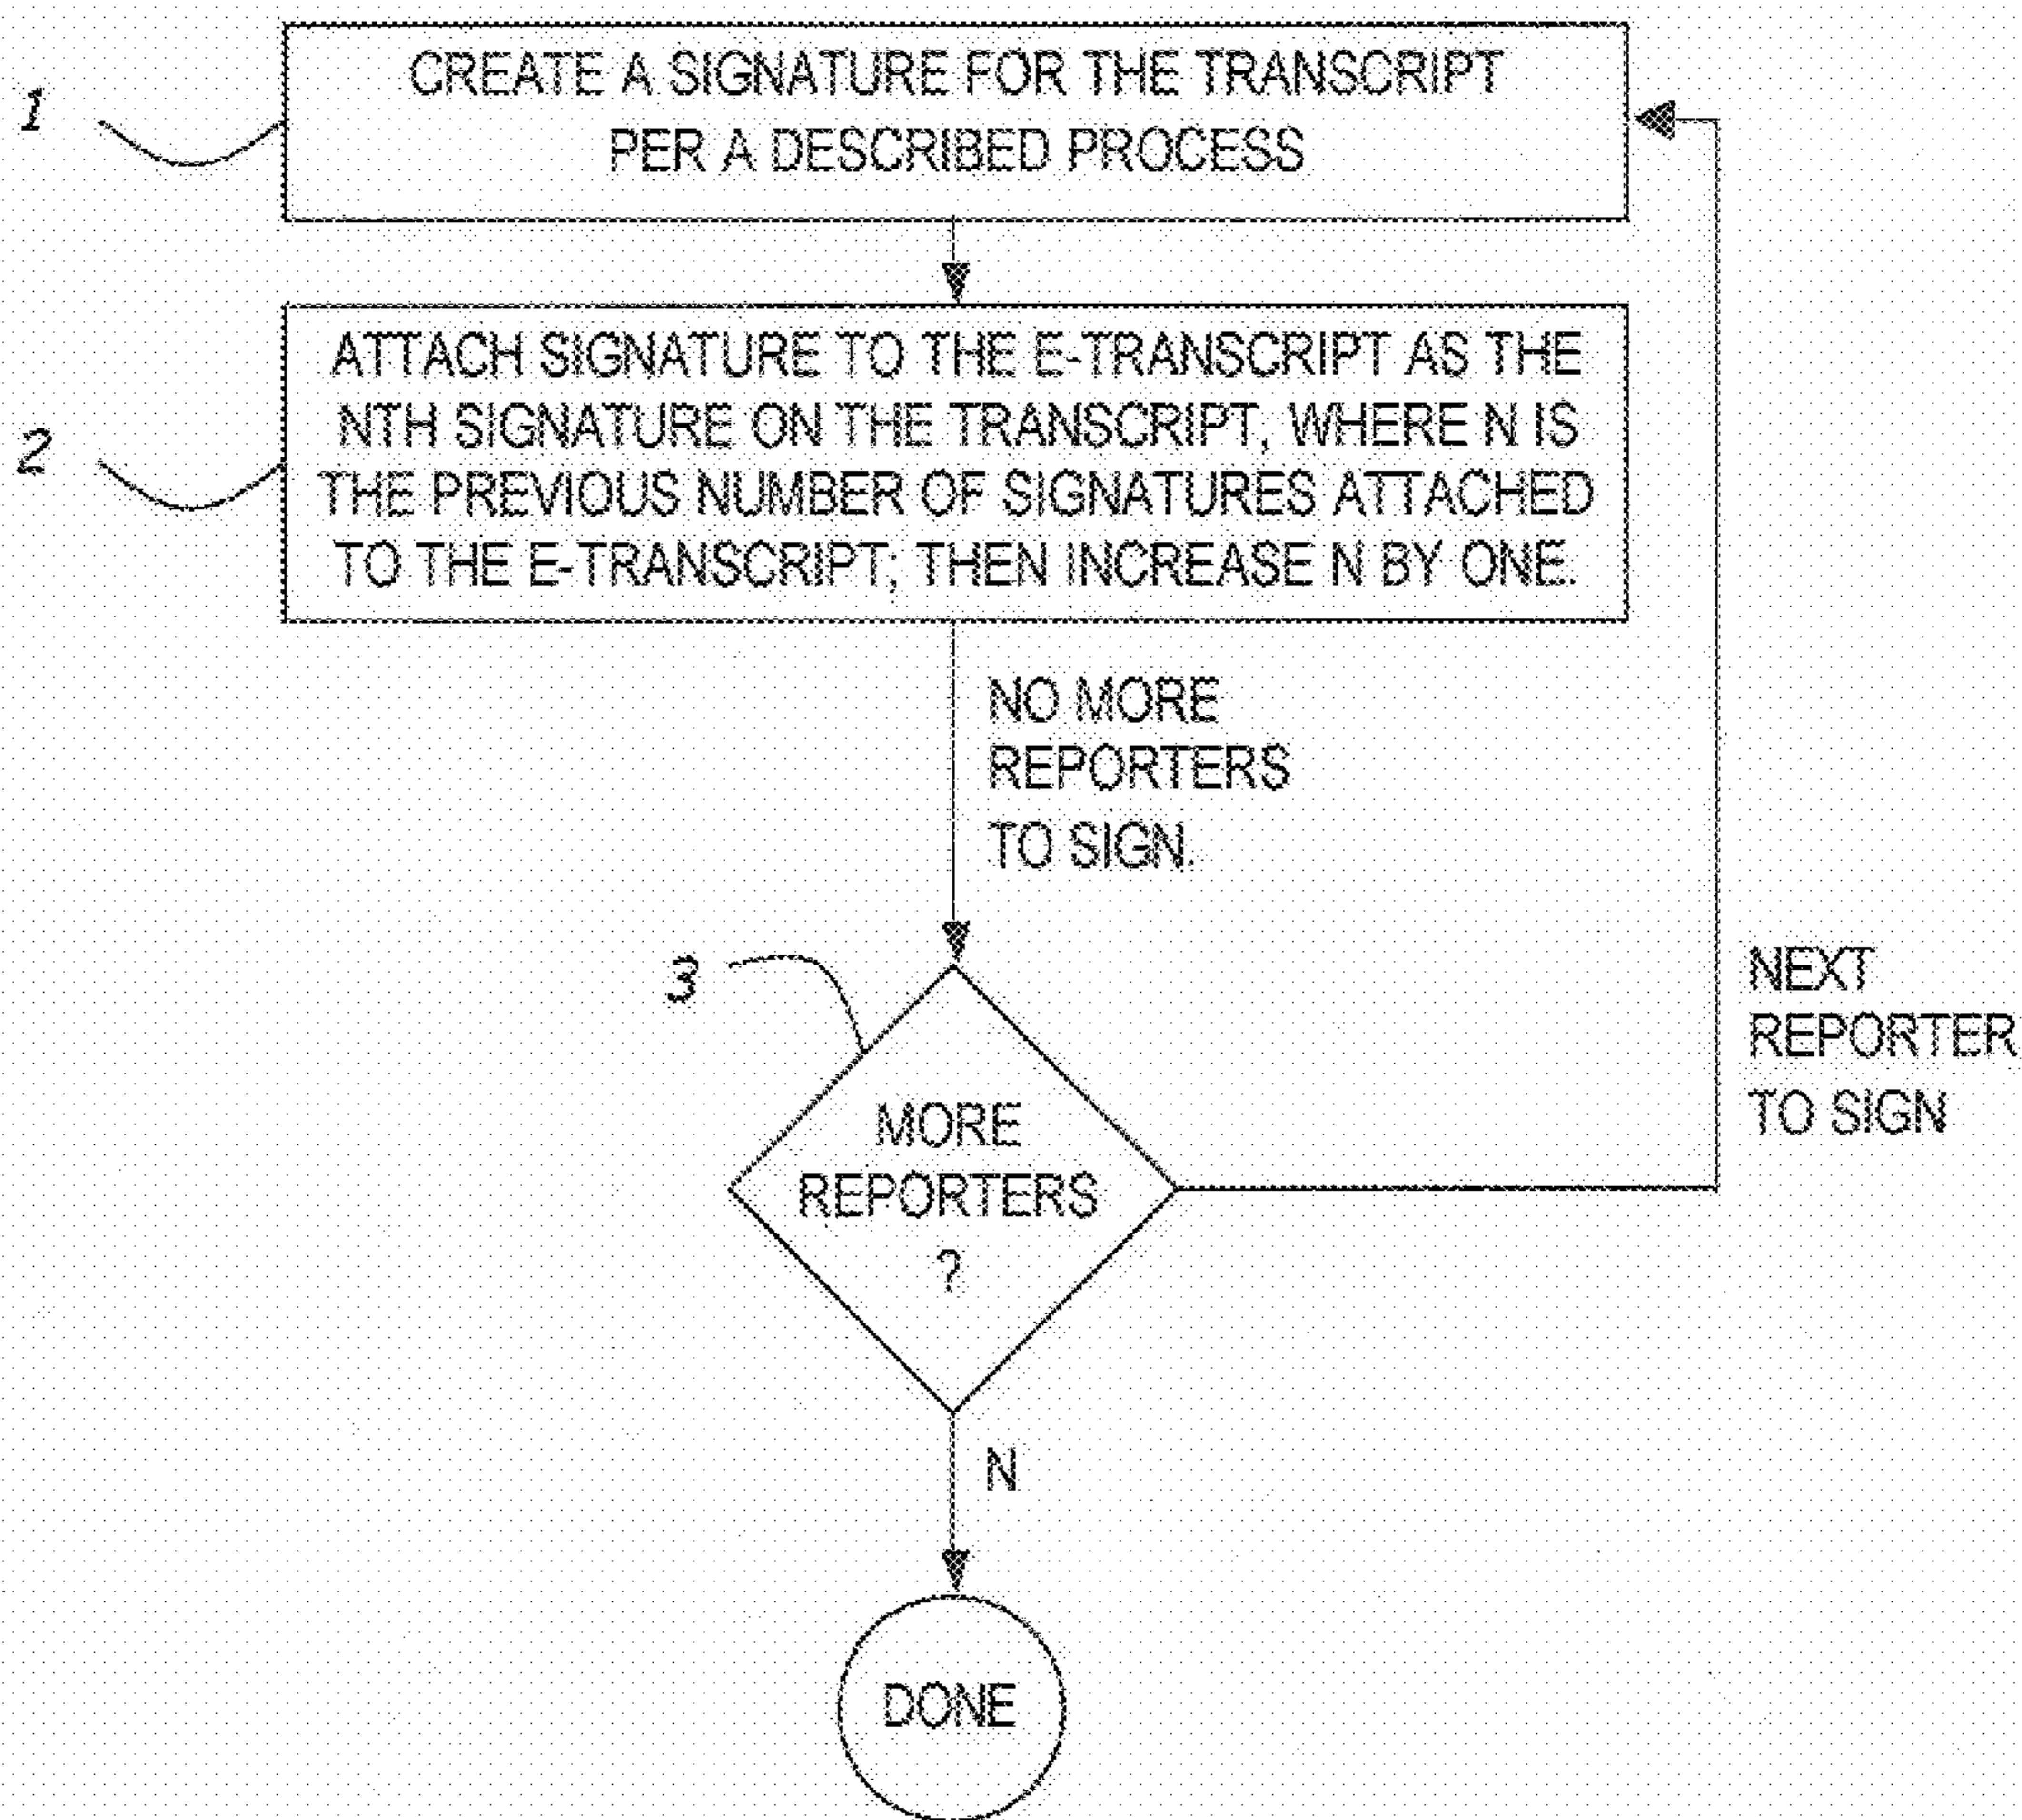 1
CREATE A SIGNATURE FOR THE TRANSCRIPT
PER A DESCRIBED PROCESS
2
ATTACH SIGNATURE TO THE E-TRANSCRIPT AS THE
NTH SIGNATURE ON THE TRANSCRIPT, WHERE N IS
THE PREVIOUS NUMBER OF SIGNATURES ATTACHED
TO THE E-TRANSCRIPT; THEN INCREASE N BY ONE.
NO MORE
REPORTERS
TO SIGN.
3
MORE
REPORTERS
?
NEXT
REPORTER
TO SIGN
N
DONE